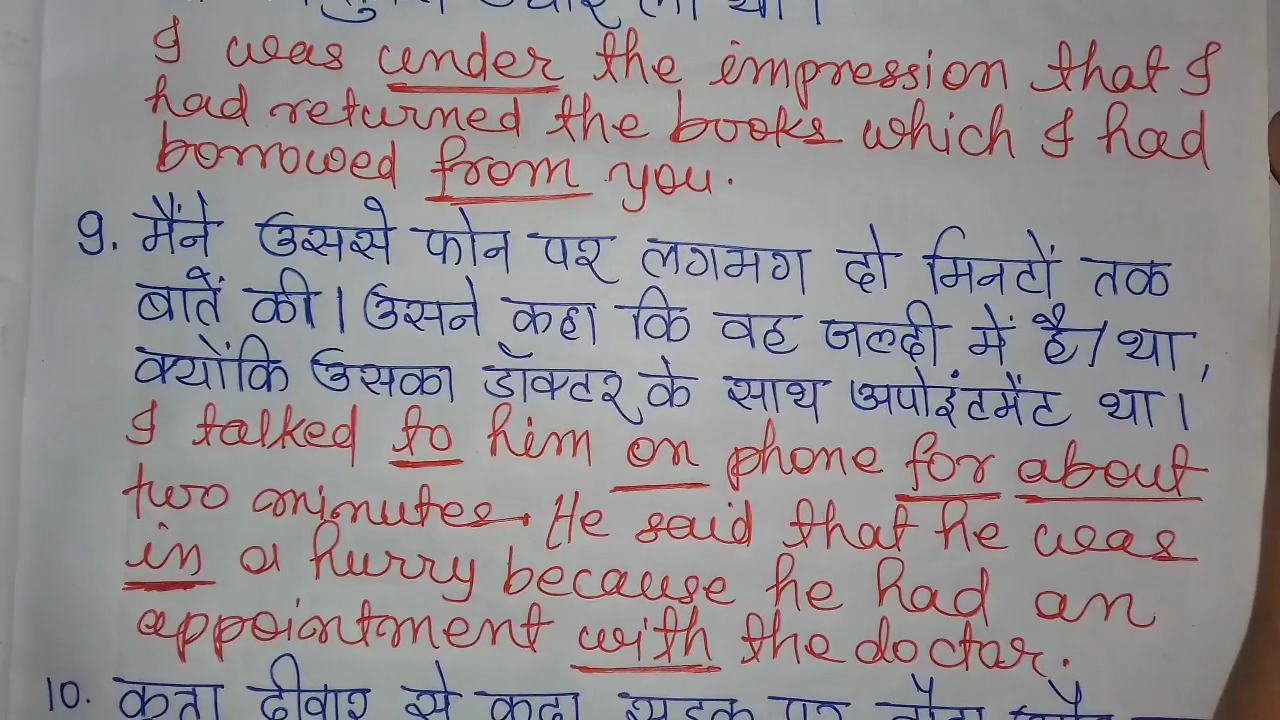 I was under the impression that I
had returned the books which I had
borrowed from you.
9. मैंने उससे फोन पर लगभग दो मिनटों तक
बातें की। उसने कहा कि वह जल्दी में है/था,
क्योंकि उसका डॉक्टर के साथ अपोइंटमेंट था।
I talked to him on phone for about
two minutes. He said that he was
in a hurry because he had an
appointment with the doctor.
10. दीवार से